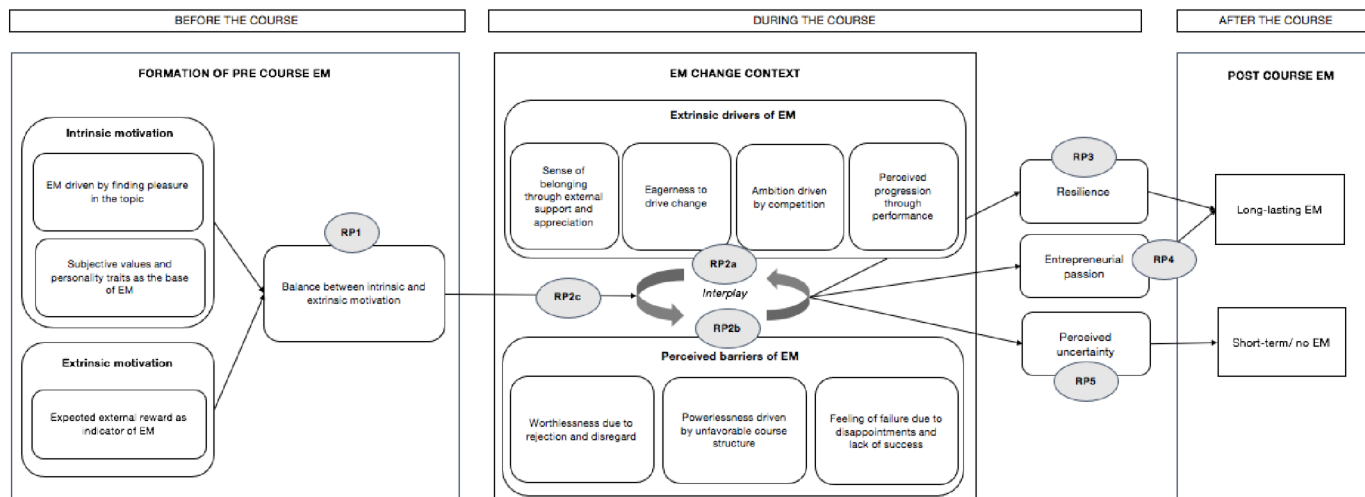 BEFORE THE COURSE
DURING THE COURSE
AFTER THE COURSE
FORMATION OF PRE COURSE EM
Intrinsic motivation
EM driven by finding pleasure
in the topic
Subjective values and
personality traits as the base
of EM
Extrinsic motivation
Expected external reward as
indicator of EM
RP1
Balance between intrinsic and
extrinsic motivation
RP2c
EM CHANGE CONTEXT
Extrinsic drivers of EM
Sense of
belonging
through external
support and
appreciation
Eagerness to
drive change
Ambition driven
by competition
Perceived
progression
through
performance
RP2a
Interplay
RP2b
Perceived barriers of EM
Worthlessness due to
rejection and disregard
Powerlessness driven
by unfavorable course
structure
Feeling of failure due to
disappointments and
lack of success
RP3
Resilience
Entrepreneurial
passion
RP4
Perceived
uncertainty
RP5
POST COURSE EM
Long-lasting EM
Short-term/ no EM